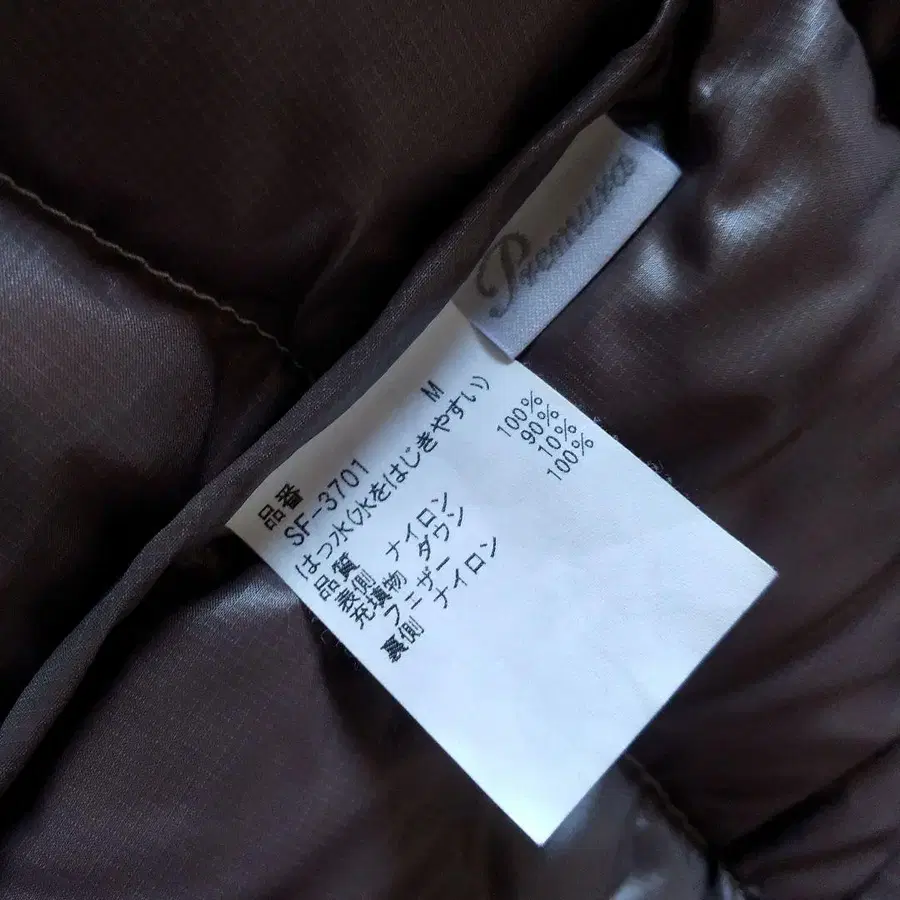 Premium
品番
SF-3701 M
はっ水(水をはじきやすい)
品質
表側 ナイロン 100%
充填物 ダウン 90%
フェザー 10%
裏側 ナイロン 100%